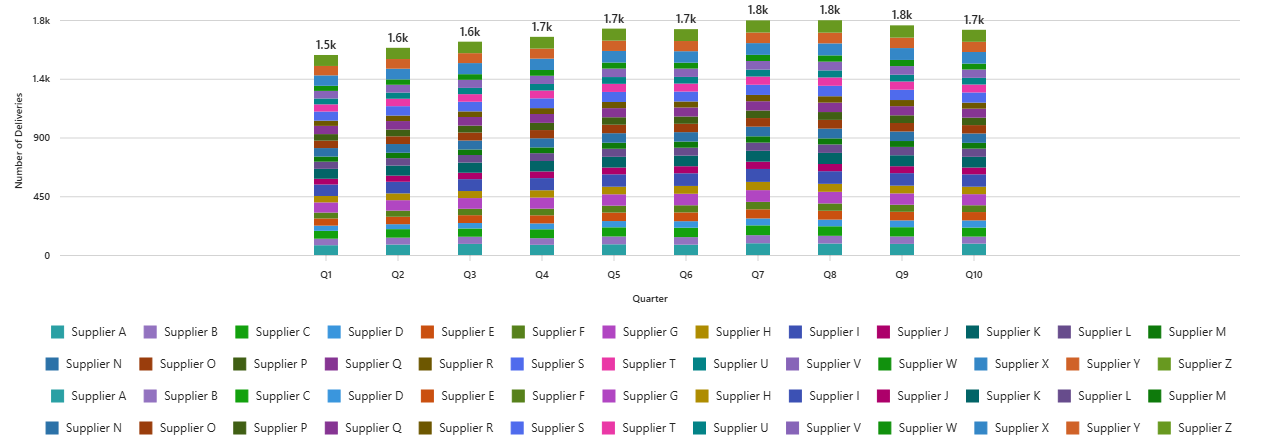 1.8k
1.5k 1.6k 1.6k 1.7k 1.7k 1.7k 1.8k 1.8k 1.8k 1.7k
1.4k
900
450
0
Number of Deliveries
Q1 Q2 Q3 Q4 Q5 Q6 Q7 Q8 Q9 Q10
Quarter
Supplier A Supplier B Supplier C Supplier D Supplier E Supplier F Supplier G Supplier H Supplier I Supplier J Supplier K Supplier L Supplier M
Supplier N Supplier O Supplier P Supplier Q Supplier R Supplier S Supplier T Supplier U Supplier V Supplier W Supplier X Supplier Y Supplier Z
Supplier A Supplier B Supplier C Supplier D Supplier E Supplier F Supplier G Supplier H Supplier I Supplier J Supplier K Supplier L Supplier M
Supplier N Supplier O Supplier P Supplier Q Supplier R Supplier S Supplier T Supplier U Supplier V Supplier W Supplier X Supplier Y Supplier Z